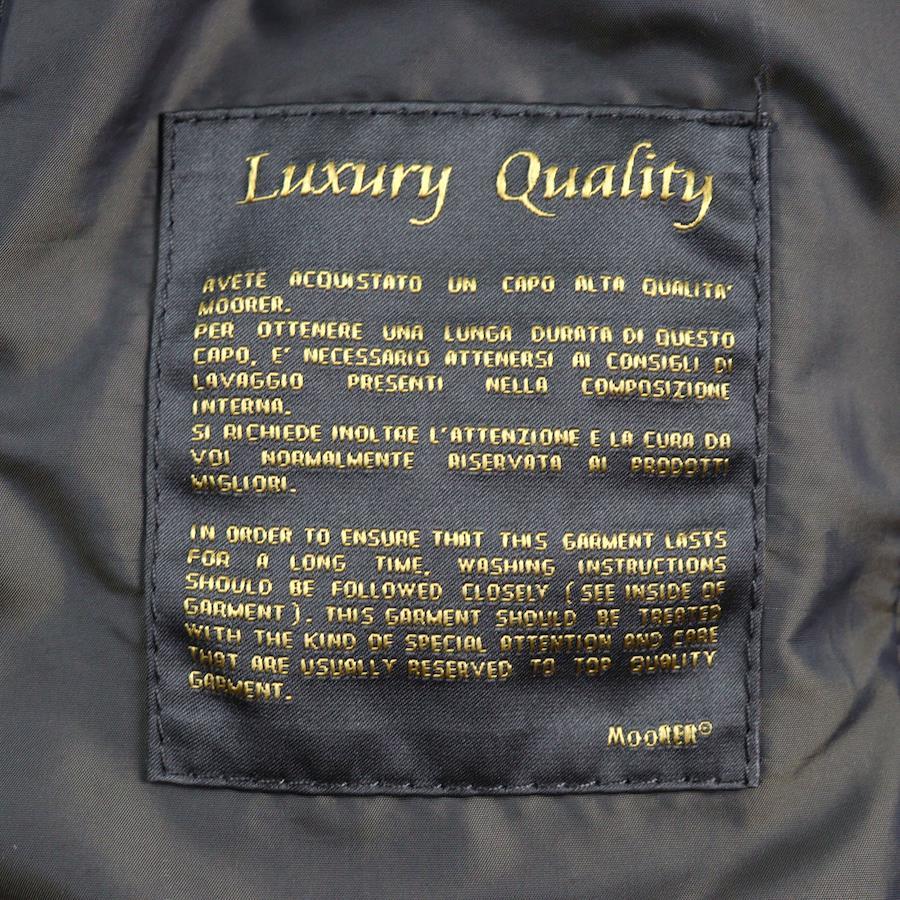 Luxury Quality
AVETE ACQUISTATO UN CAPO ALTA QUALITA'
MOORER.
PER OTTENERE UNA LUNGA DURATA DI QUESTO
CAPO, E' NECESSARIO ATTENERSI AI CONSIGLI DI
LAVAGGIO PRESENTI NELLA COMPOSIZIONE
INTERNA.
SI RICHIEDE INOLTRE L'ATTENZIONE E LA CURA DA
VOI NORMALMENTE RISERVATA AI PRODOTTI
MIGLIORI.
IN ORDER TO ENSURE THAT THIS GARMENT LASTS
FOR A LONG TIME, WASHING INSTRUCTIONS
SHOULD BE FOLLOWED CLOSELY (SEE INSIDE OF
GARMENT). THIS GARMENT SHOULD BE TREATED
WITH THE KIND OF SPECIAL ATTENTION AND CARE
THAT ARE USUALLY RESERVED TO TOP QUALITY
GARMENT.
MOORER®